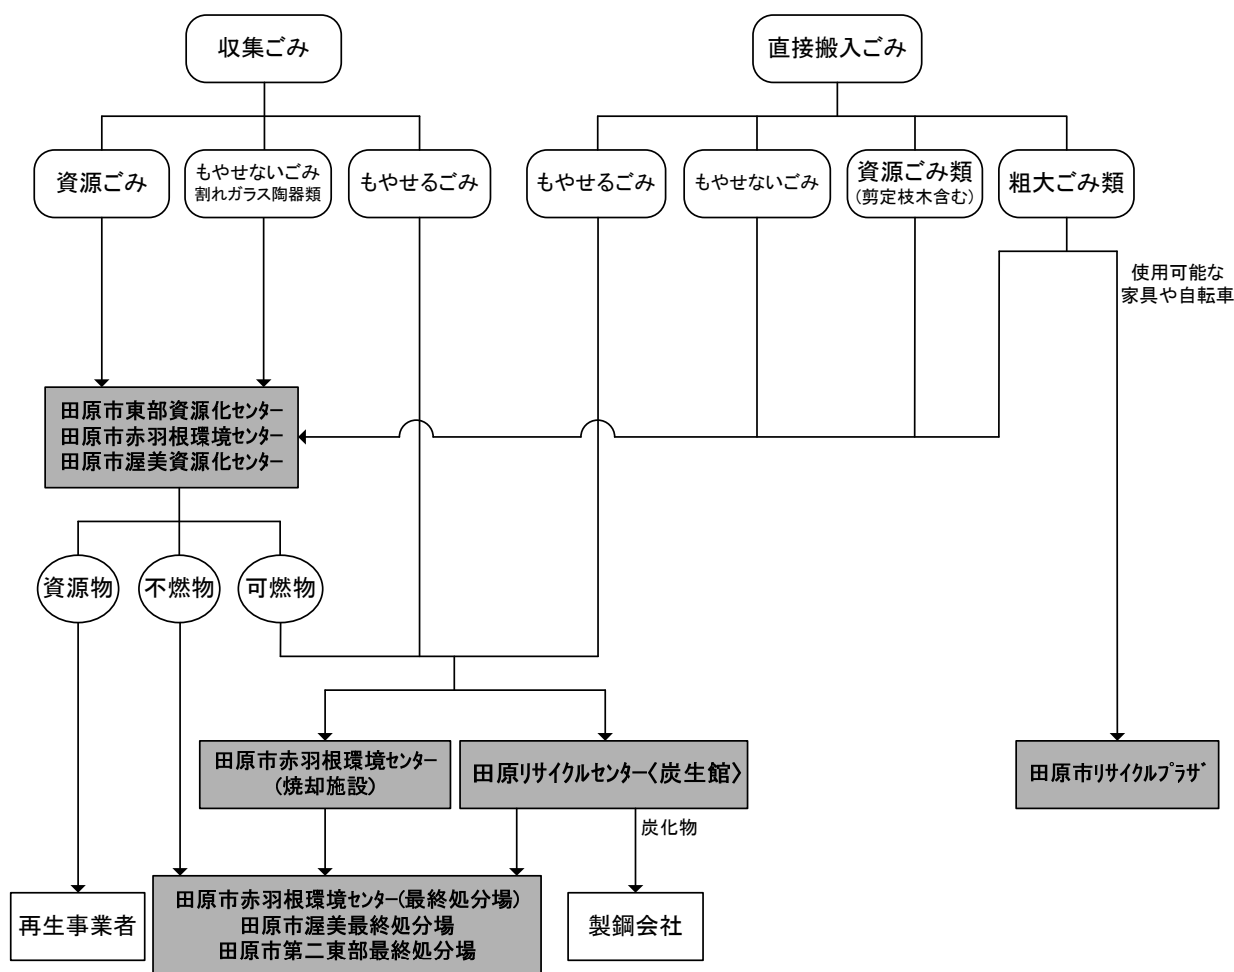 収集ごみ
直接搬入ごみ
資源ごみ
もやせないごみ
割れガラス陶器類
もやせるごみ
もやせるごみ
もやせないごみ
資源ごみ類
(剪定枝木含む)
粗大ごみ類
使用可能な
家具や自転車
田原市東部資源化ｾﾝﾀｰ
田原市赤羽根環境ｾﾝﾀｰ
田原市渥美資源化ｾﾝﾀｰ
資源物
不燃物
可燃物
田原市赤羽根環境ｾﾝﾀｰ
(焼却施設)
田原ﾘｻｲｸﾙｾﾝﾀｰ〈炭生館〉
田原市ﾘｻｲｸﾙﾌﾟﾗｻﾞ
炭化物
再生事業者
田原市赤羽根環境ｾﾝﾀｰ(最終処分場)
田原市渥美最終処分場
田原市第二東部最終処分場
製鋼会社